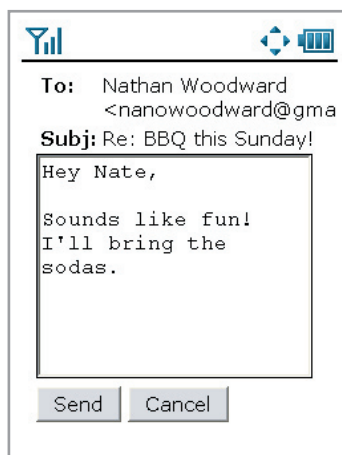 To: Nathan Woodward
<nanowoodward@gma
Subj: Re: BBQ this Sunday!
Hey Nate,
Sounds like fun!
I'll bring the
sodas.
Send Cancel